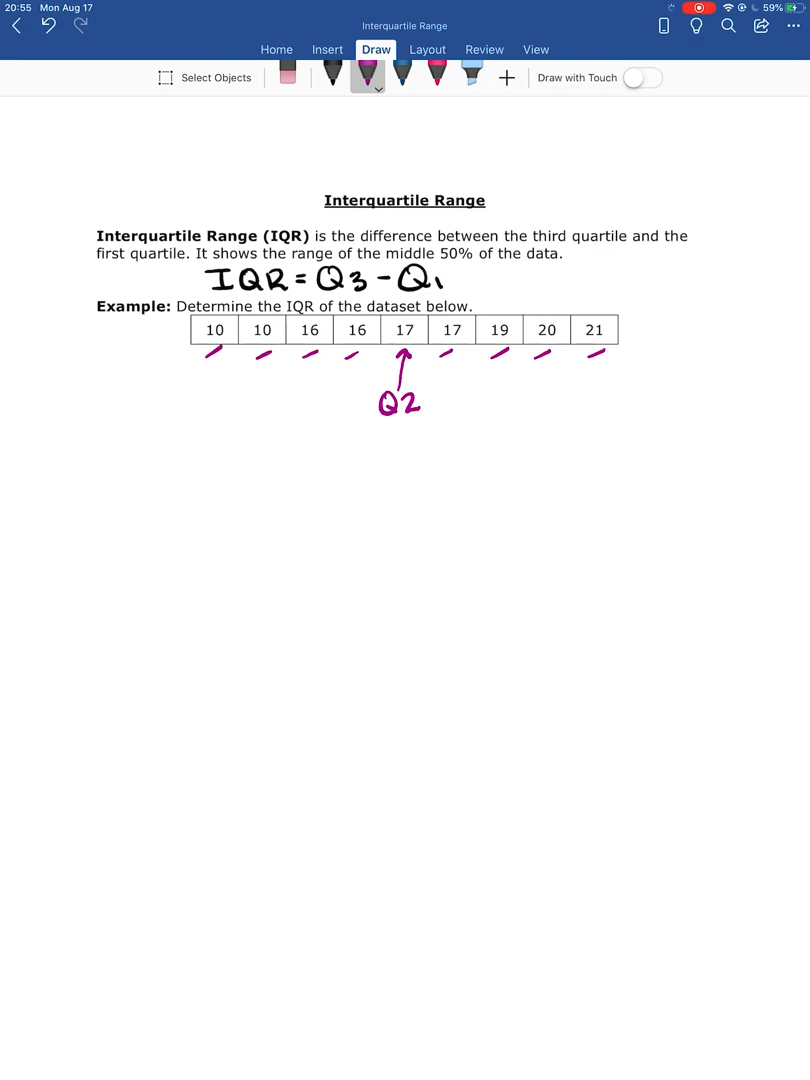 20:55 Mon Aug 17 59%
Interquartile Range
Home Insert Draw Layout Review View
Select Objects Draw with Touch
Interquartile Range
Interquartile Range (IQR) is the difference between the third quartile and the
first quartile. It shows the range of the middle 50% of the data.
IQR = Q3 - Q1
Example: Determine the IQR of the dataset below.
10 10 16 16 17 17 19 20 21
Q2